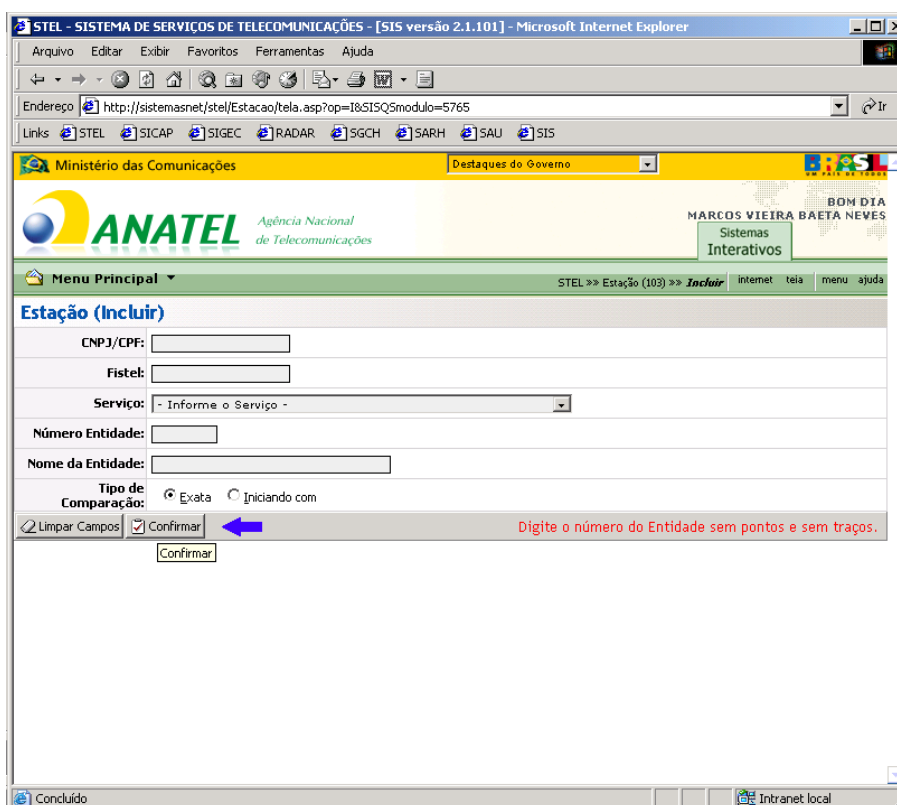 STEL - SISTEMA DE SERVIÇOS DE TELECOMUNICAÇÕES - [SIS versão 2.1.101] - Microsoft Internet Explorer
Arquivo Editar Exibir Favoritos Ferramentas Ajuda
Endereço http://sistemasnet/stel/Estacao/tela.asp?op=I&SISQSmodulo=5765 Ir
Links STEL SICAP SIGEC RADAR SGCH SARH SAU SIS
Ministério das Comunicações Destaques do Governo BRASIL
UM PAÍS DE TODOS
ANATEL Agência Nacional
de Telecomunicações
BOM DIA
MARCOS VIEIRA BAETA NEVES
Sistemas
Interativos
Menu Principal STEL »» Estação (103) »» Incluir internet teia menu ajuda
Estação (Incluir)
CNPJ/CPF:
Fistel:
Serviço: - Informe o Serviço -
Número Entidade:
Nome da Entidade:
Tipo de
Comparação: Exata Iniciando com
Limpar Campos Confirmar Digite o número do Entidade sem pontos e sem traços.
Confirmar
Concluído Intranet local